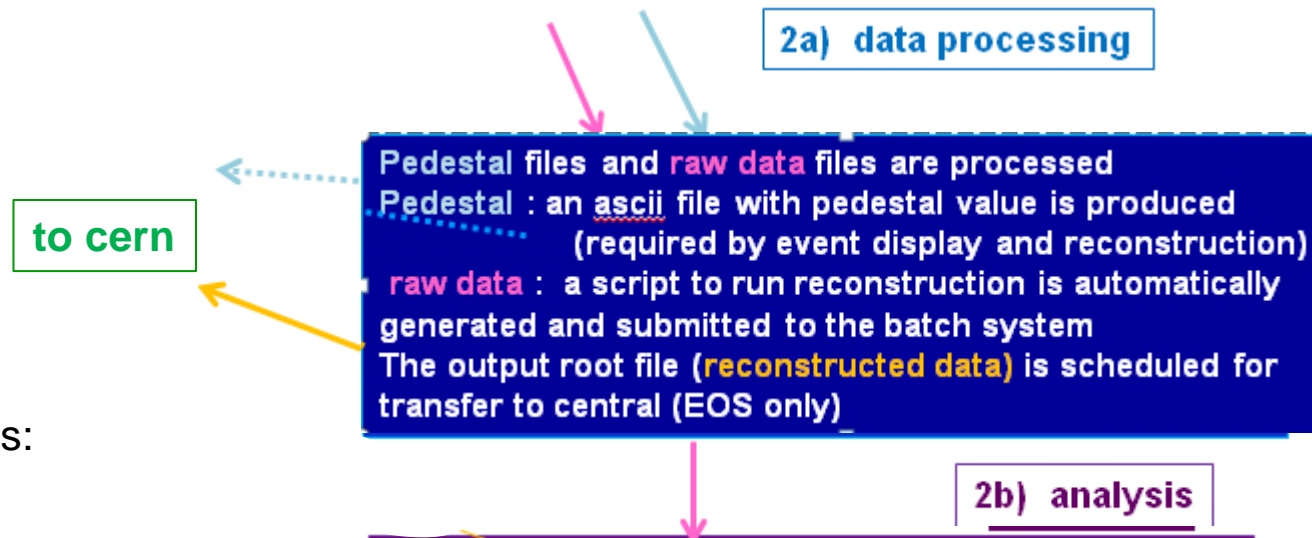 2a) data processing
Pedestal files and raw data files are processed
Pedestal : an ascii file with pedestal value is produced
(required by event display and reconstruction)
to cern
raw data : a script to run reconstruction is automatically
generated and submitted to the batch system
The output root file (reconstructed data) is scheduled for
transfer to central (EOS only)
s:
2b) analysis